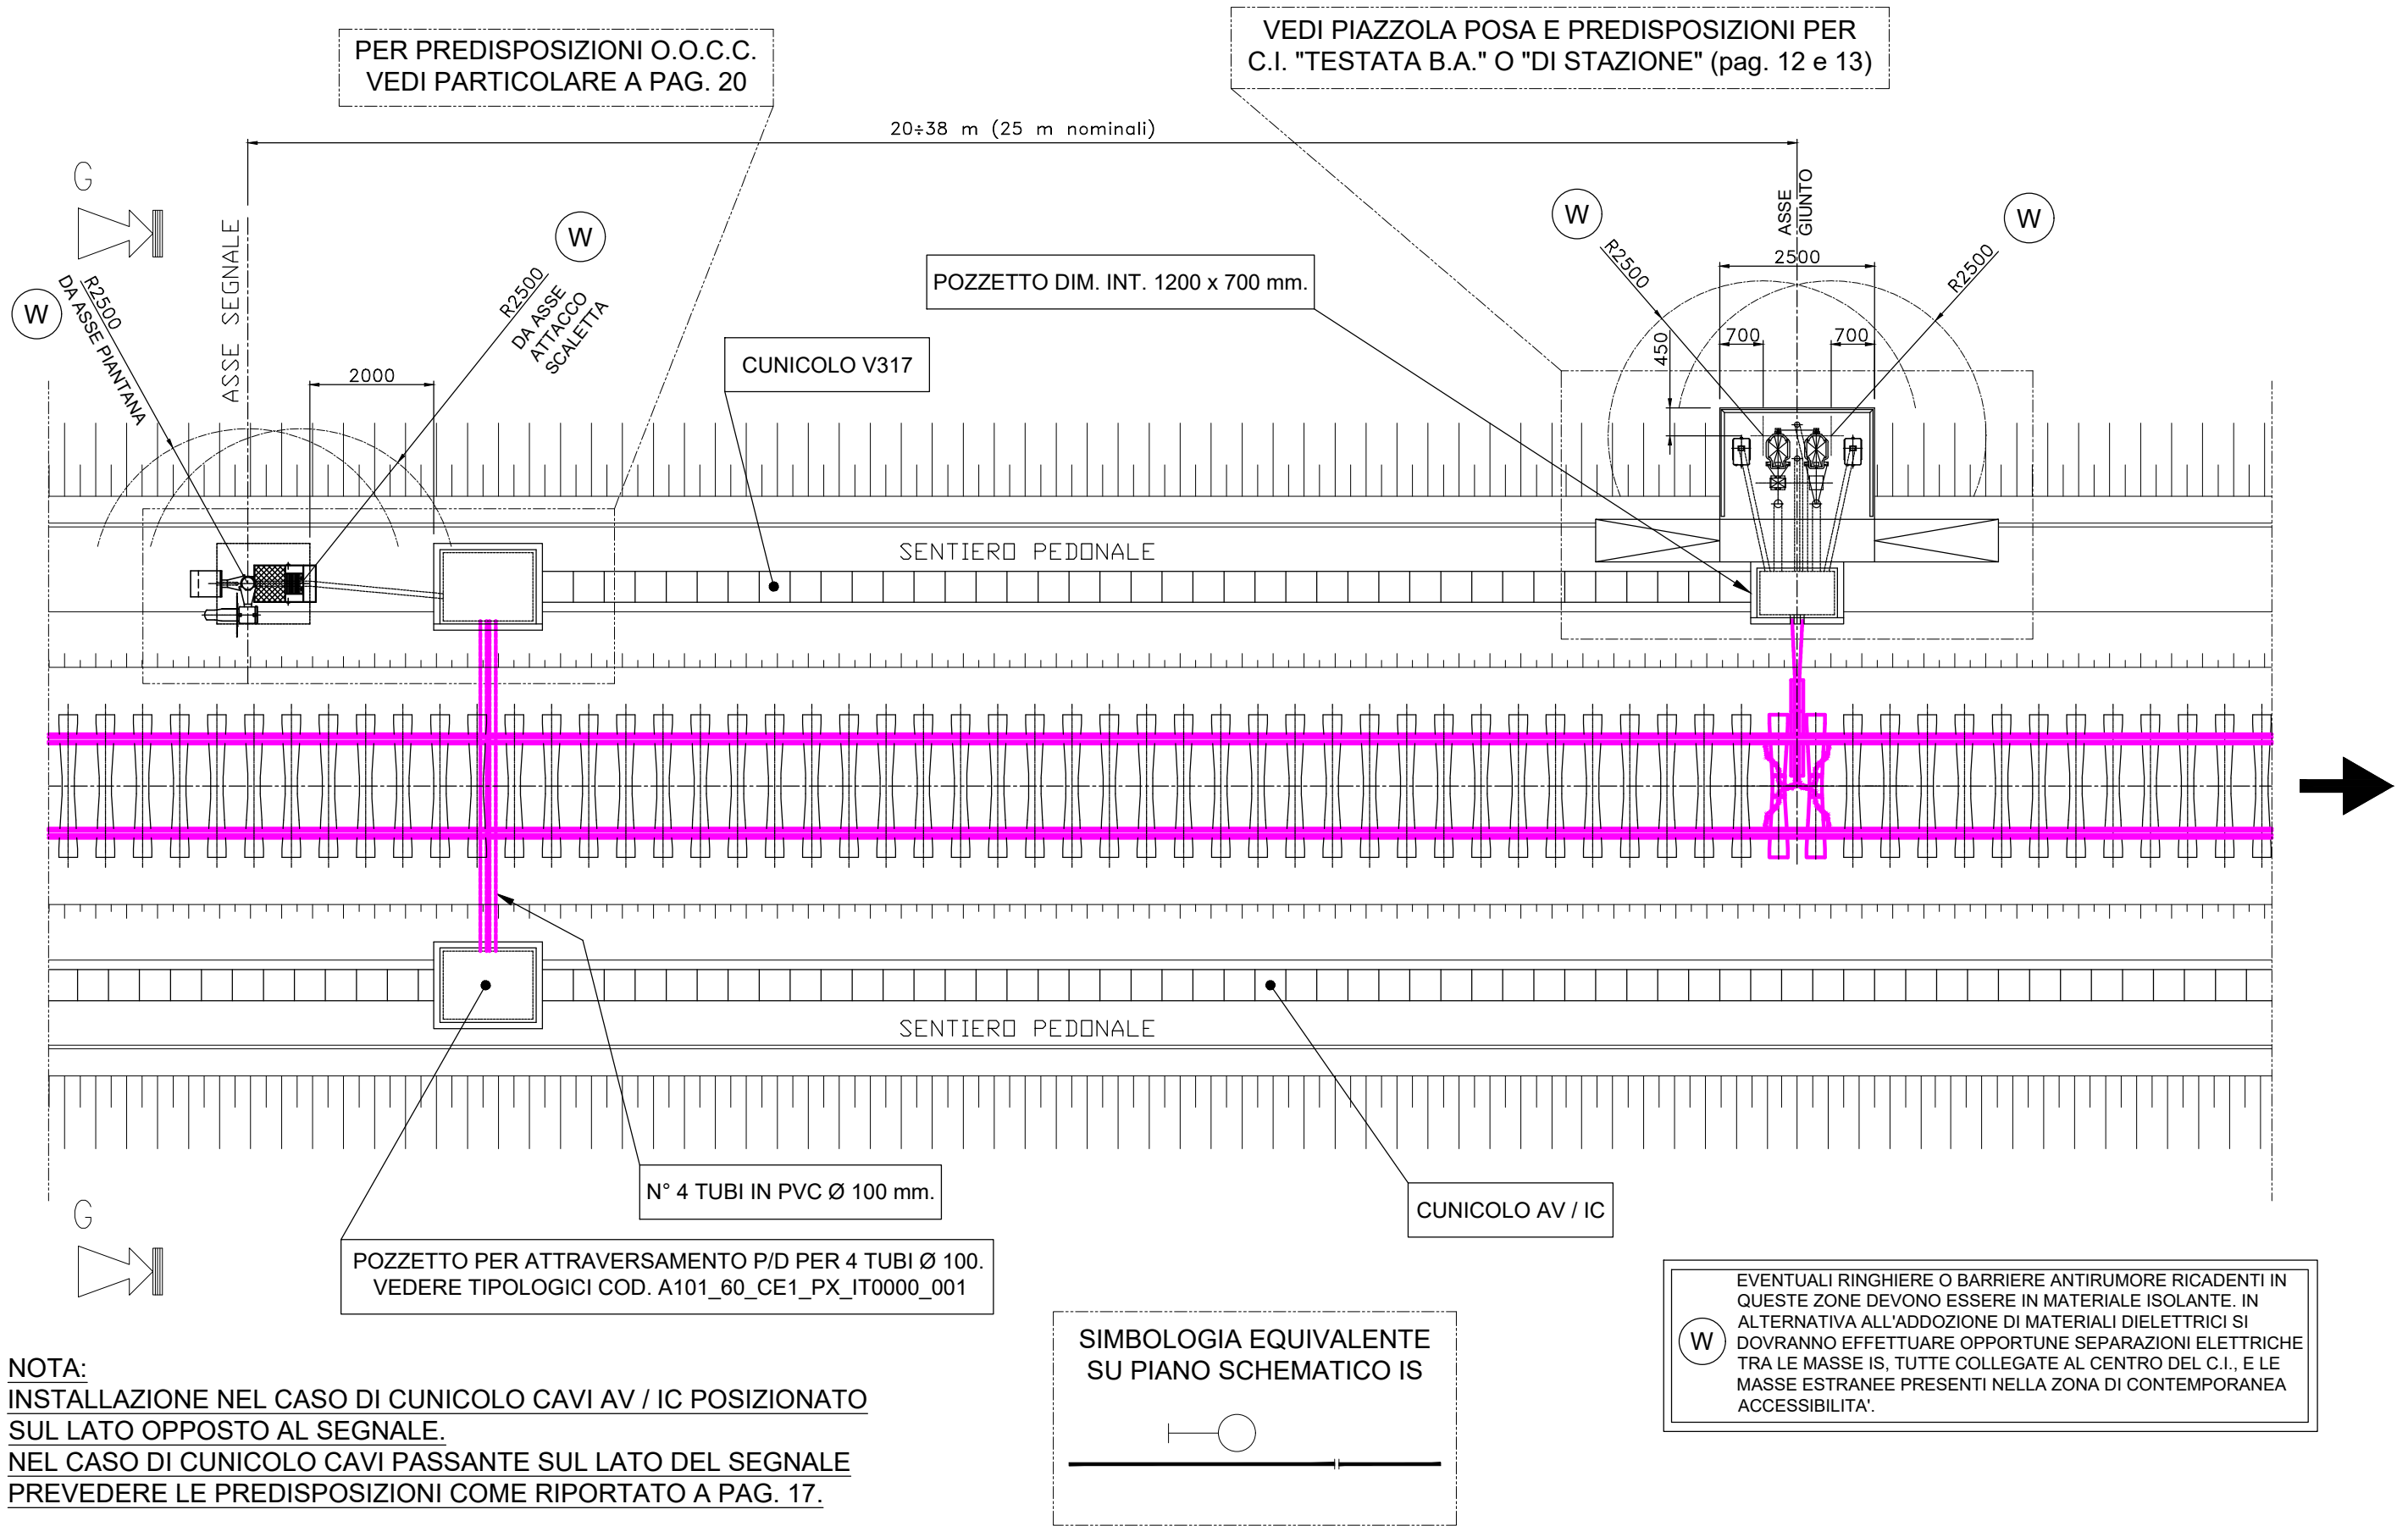 PER PREDISPOSIZIONI O.O.C.C.
VEDI PARTICOLARE A PAG. 20
VEDI PIAZZOLA POSA E PREDISPOSIZIONI PER
C.I. "TESTATA B.A." O "DI STAZIONE" (pag. 12 e 13)
20÷38 m (25 m nominali)
G
ASSE SEGNALE
W
R2500
DA ASSE PIANTANA
W
R2500
DA ASSE
ATTACCO
SCALETTA
2000
CUNICOLO V317
POZZETTO DIM. INT. 1200 x 700 mm.
W
R2500
ASSE
GIUNTO
W
R2500
2500
700
700
450
SENTIERO PEDONALE
SENTIERO PEDONALE
N° 4 TUBI IN PVC Ø 100 mm.
CUNICOLO AV / IC
G
POZZETTO PER ATTRAVERSAMENTO P/D PER 4 TUBI Ø 100.
VEDERE TIPOLOGICI COD. A101_60_CE1_PX_IT0000_001
NOTA:
INSTALLAZIONE NEL CASO DI CUNICOLO CAVI AV / IC POSIZIONATO
SUL LATO OPPOSTO AL SEGNALE.
NEL CASO DI CUNICOLO CAVI PASSANTE SUL LATO DEL SEGNALE
PREVEDERE LE PREDISPOSIZIONI COME RIPORTATO A PAG. 17.
SIMBOLOGIA EQUIVALENTE
SU PIANO SCHEMATICO IS
W
EVENTUALI RINGHIERE O BARRIERE ANTIRUMORE RICADENTI IN
QUESTE ZONE DEVONO ESSERE IN MATERIALE ISOLANTE. IN
ALTERNATIVA ALL'ADDOZIONE DI MATERIALI DIELETTRICI SI
DOVRANNO EFFETTUARE OPPORTUNE SEPARAZIONI ELETTRICHE
TRA LE MASSE IS, TUTTE COLLEGATE AL CENTRO DEL C.I., E LE
MASSE ESTRANEE PRESENTI NELLA ZONA DI CONTEMPORANEA
ACCESSIBILITA'.